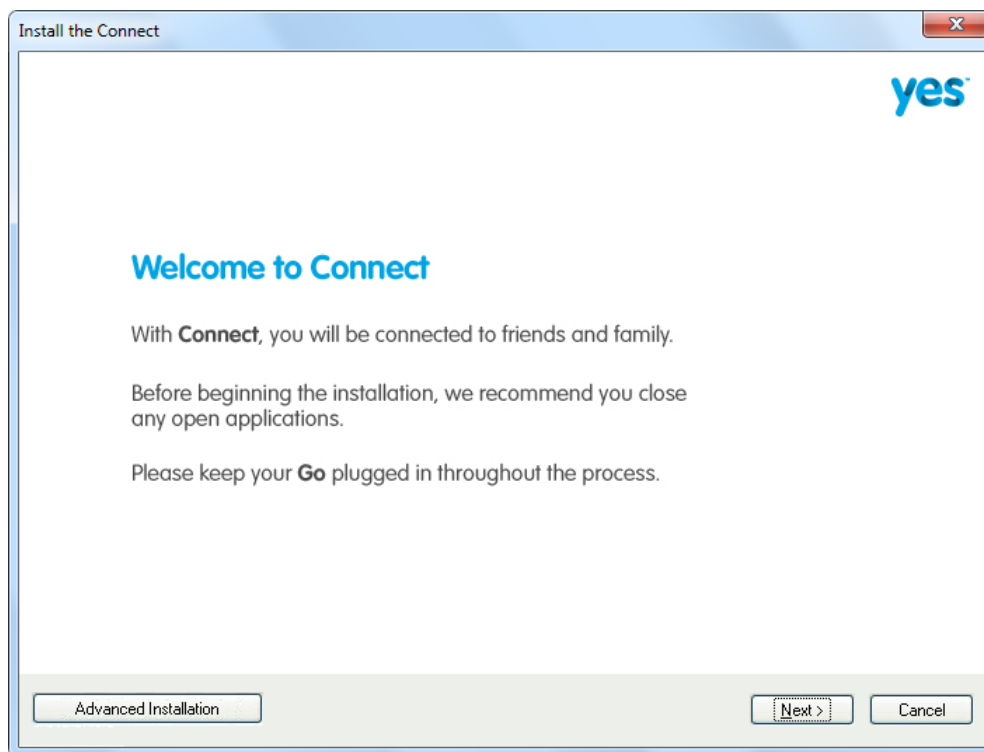 Install the Connect
yes™
Welcome to Connect
With Connect, you will be connected to friends and family.
Before beginning the installation, we recommend you close
any open applications.
Please keep your Go plugged in throughout the process.
Advanced Installation
Next >
Cancel